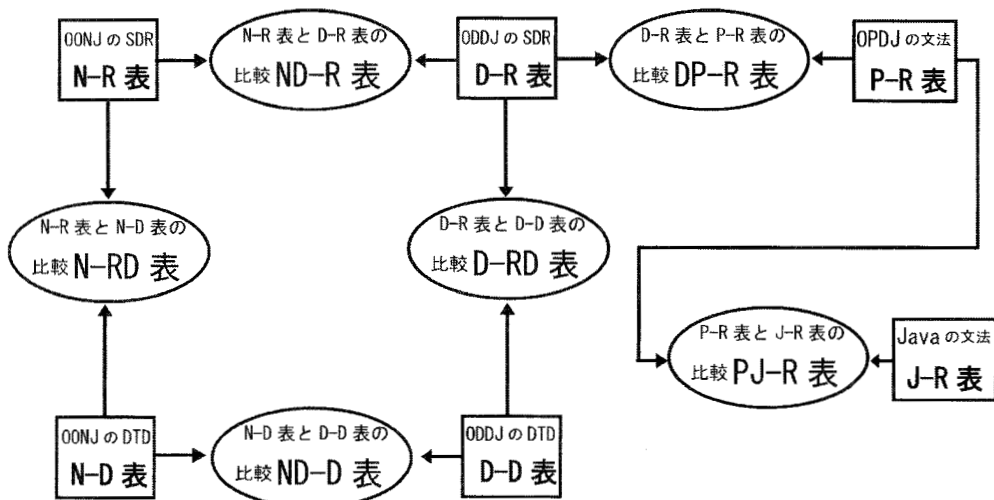 OONJ の SDR
N-R 表
N-R 表と D-R 表の
比較 ND-R 表
ODDJ の SDR
D-R 表
D-R 表と P-R 表の
比較 DP-R 表
OPDJ の文法
P-R 表
N-R 表と N-D 表の
比較 N-RD 表
D-R 表と D-D 表の
比較 D-RD 表
P-R 表と J-R 表の
比較 PJ-R 表
Java の文法
J-R 表
OONJ の DTD
N-D 表
N-D 表と D-D 表の
比較 ND-D 表
ODDJ の DTD
D-D 表